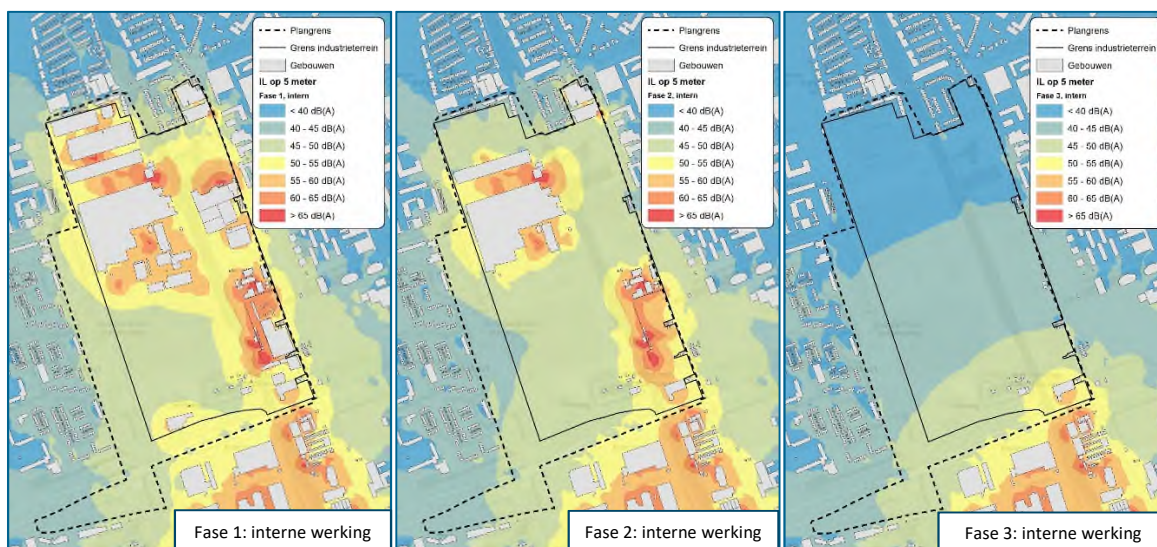 Plangrens
Grens industrieterrein
Gebouwen
IL op 5 meter
Fase 1, intern
< 40 dB(A)
40 - 45 dB(A)
45 - 50 dB(A)
50 - 55 dB(A)
55 - 60 dB(A)
60 - 65 dB(A)
> 65 dB(A)
Fase 1: interne werking
Plangrens
Grens industrieterrein
Gebouwen
IL op 5 meter
Fase 2, intern
< 40 dB(A)
40 - 45 dB(A)
45 - 50 dB(A)
50 - 55 dB(A)
55 - 60 dB(A)
60 - 65 dB(A)
> 65 dB(A)
Fase 2: interne werking
Plangrens
Grens industrieterrein
Gebouwen
IL op 5 meter
Fase 3, intern
< 40 dB(A)
40 - 45 dB(A)
45 - 50 dB(A)
50 - 55 dB(A)
55 - 60 dB(A)
60 - 65 dB(A)
> 65 dB(A)
Fase 3: interne werking